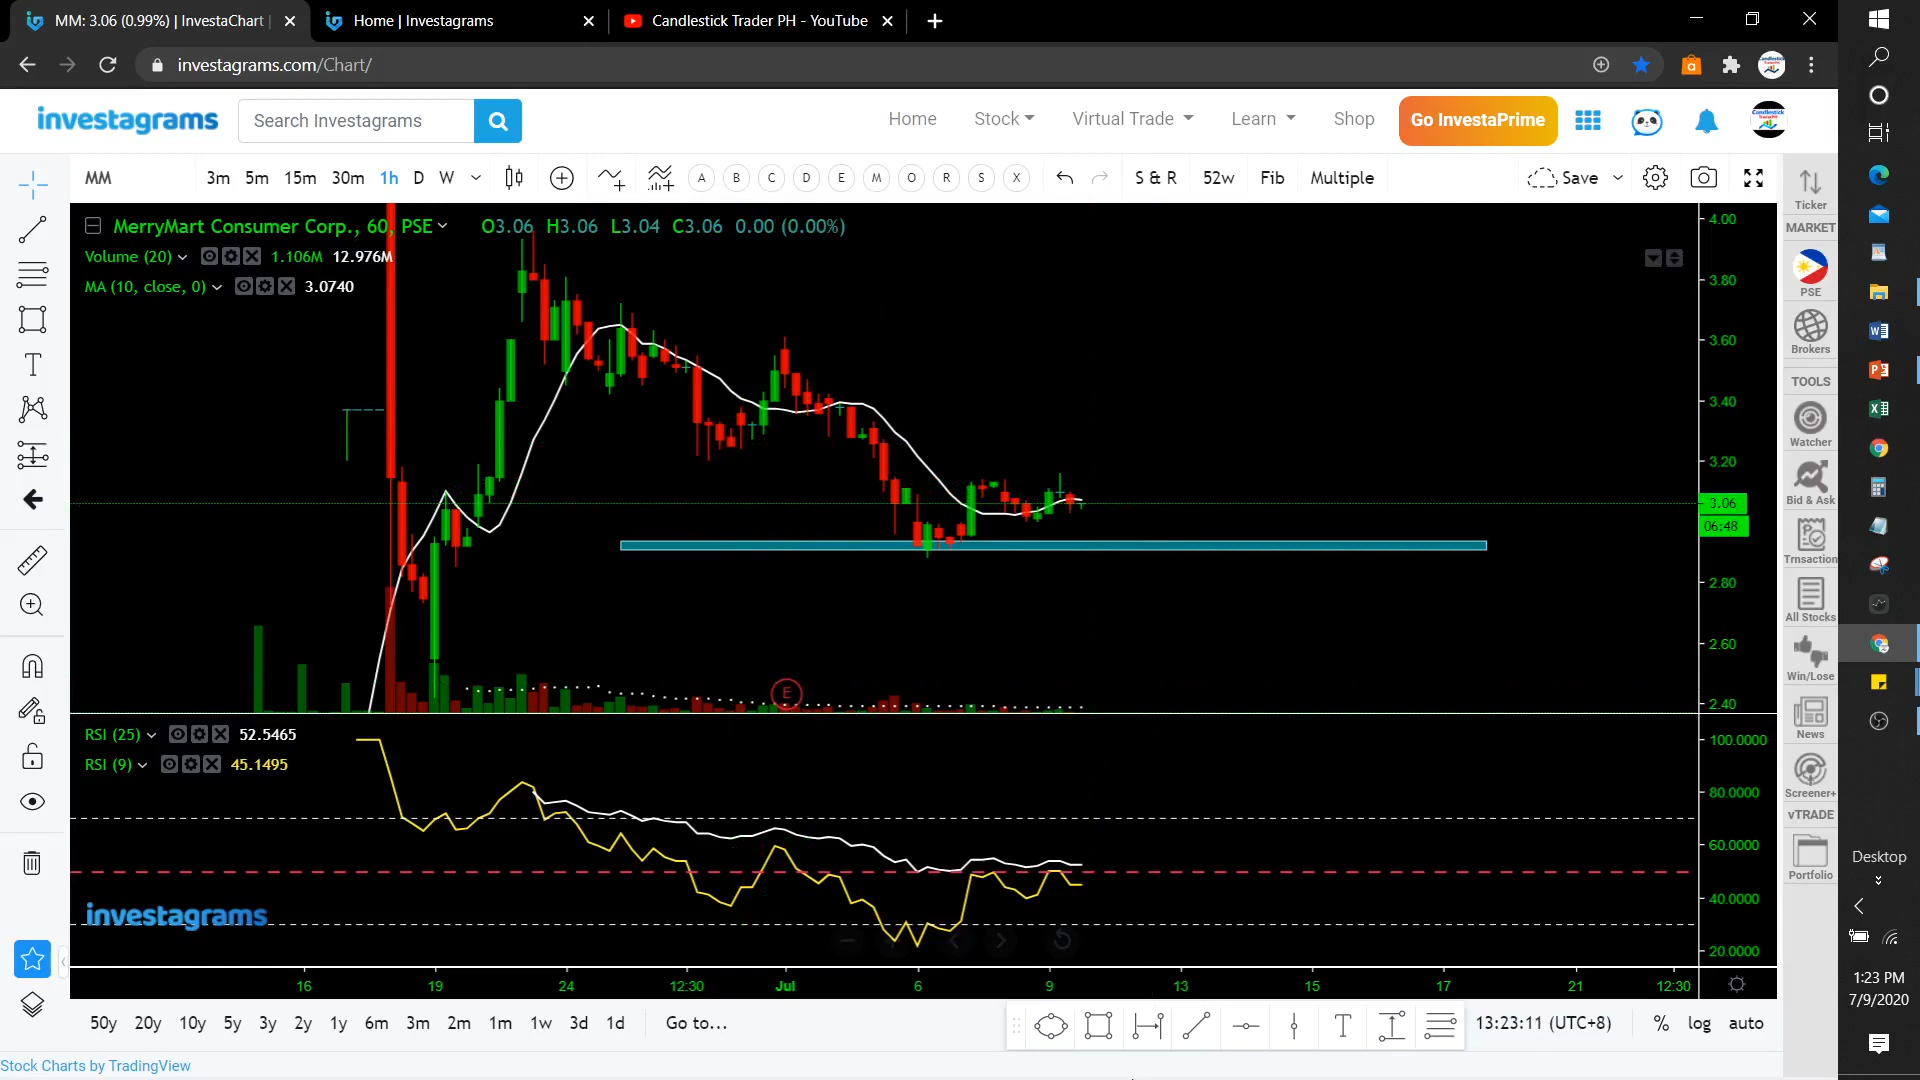 MM: 3.06 (0.99%) | InvestaChart |
Home | Investagrams
Candlestick Trader PH - YouTube
investagrams.com/Chart/
investagrams
Search Investagrams
Home
Stock
Virtual Trade
Learn
Shop
Go InvestaPrime
MM
3m 5m 15m 30m 1h D W
A B C D E M O R S X
S & R 52w Fib Multiple
Save
MerryMart Consumer Corp., 60, PSE
O3.06 H3.06 L3.04 C3.06 0.00 (0.00%)
Volume (20) 1.106M 12.976M
MA (10, close, 0) 3.0740
4.00
3.80
3.60
3.40
3.20
3.06
06:48
2.80
2.60
2.40
E
RSI (25) 52.5465
RSI (9) 45.1495
100.0000
80.0000
60.0000
40.0000
20.0000
investagrams
16 19 24 12:30 Jul 6 9 13 15 17 21 12:30
50y 20y 10y 5y 3y 2y 1y 6m 3m 2m 1m 1w 3d 1d Go to...
13:23:11 (UTC+8) % log auto
Stock Charts by TradingView
Ticker
MARKET
PSE
Brokers
TOOLS
Watcher
Bid & Ask
Trnsaction
All Stocks
Win/Lose
News
Screener+
vTRADE
Portfolio
Desktop
1:23 PM
7/9/2020